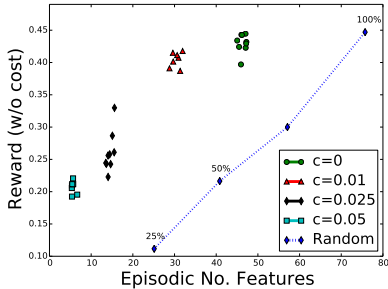 0.45
0.40
0.35
0.30
0.25
0.20
0.15
0.10
Reward (w/o cost)
100%
50%
25%
c=0
c=0.01
c=0.025
c=0.05
Random
0 10 20 30 40 50 60 70 80
Episodic No. Features